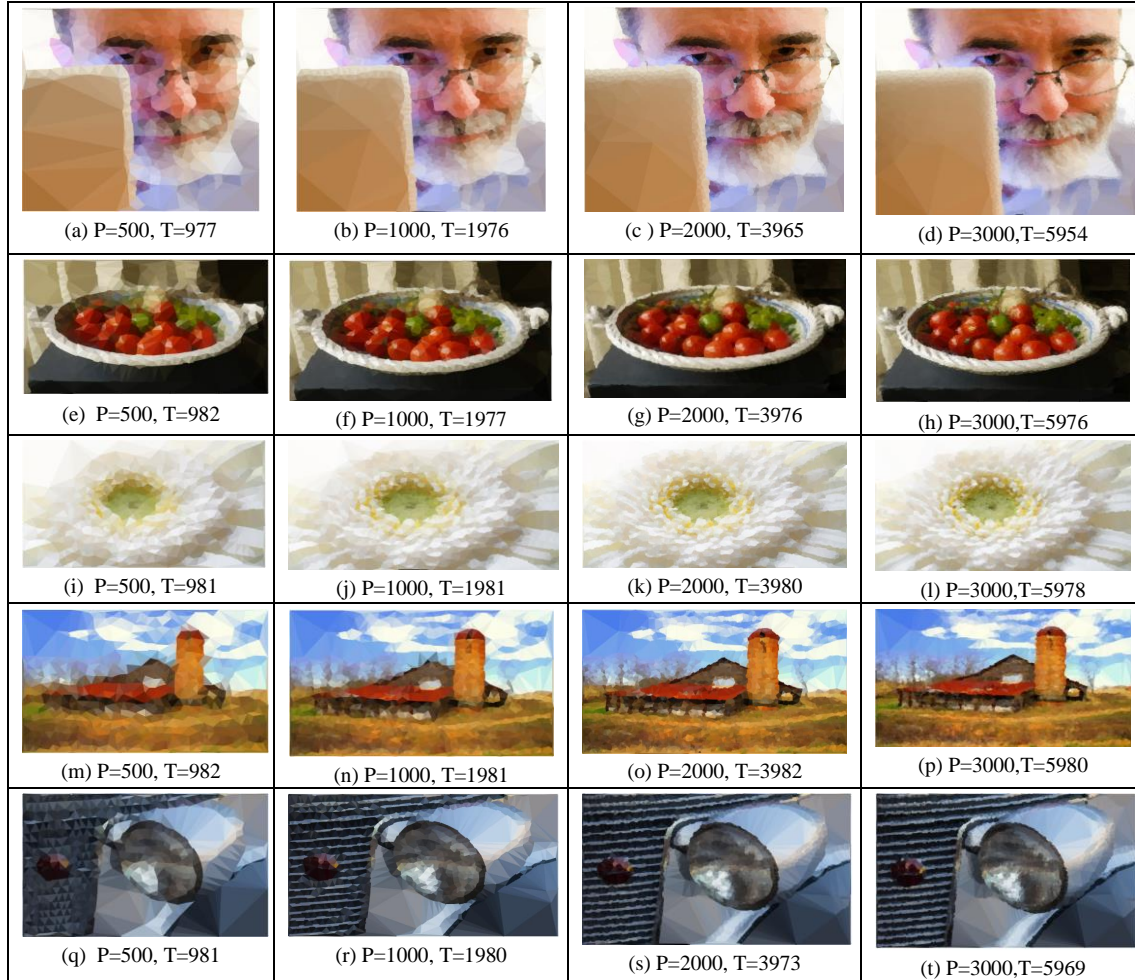 (a) P=500, T=977
(b) P=1000, T=1976
(c ) P=2000, T=3965
(d) P=3000,T=5954
(e) P=500, T=982
(f) P=1000, T=1977
(g) P=2000, T=3976
(h) P=3000,T=5976
(i) P=500, T=981
(j) P=1000, T=1981
(k) P=2000, T=3980
(l) P=3000,T=5978
(m) P=500, T=982
(n) P=1000, T=1981
(o) P=2000, T=3982
(p) P=3000,T=5980
(q) P=500, T=981
(r) P=1000, T=1980
(s) P=2000, T=3973
(t) P=3000,T=5969